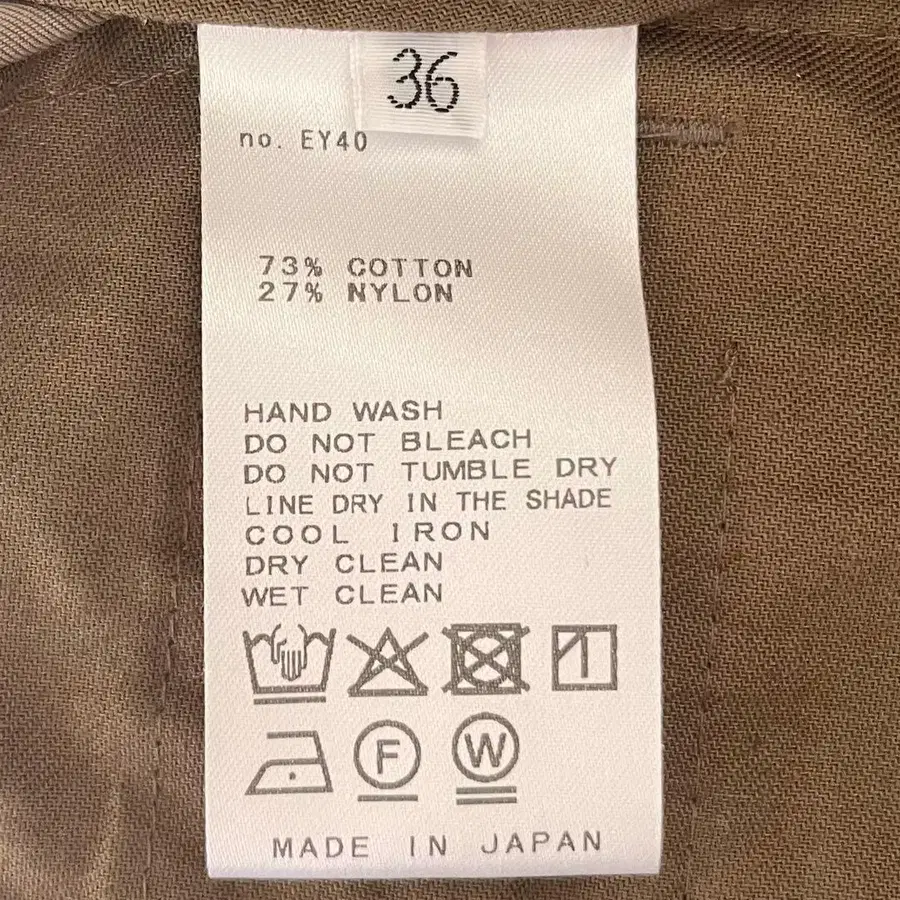 36
no. EY40
73% COTTON
27% NYLON
HAND WASH
DO NOT BLEACH
DO NOT TUMBLE DRY
LINE DRY IN THE SHADE
COOL IRON
DRY CLEAN
WET CLEAN
F W
MADE IN JAPAN